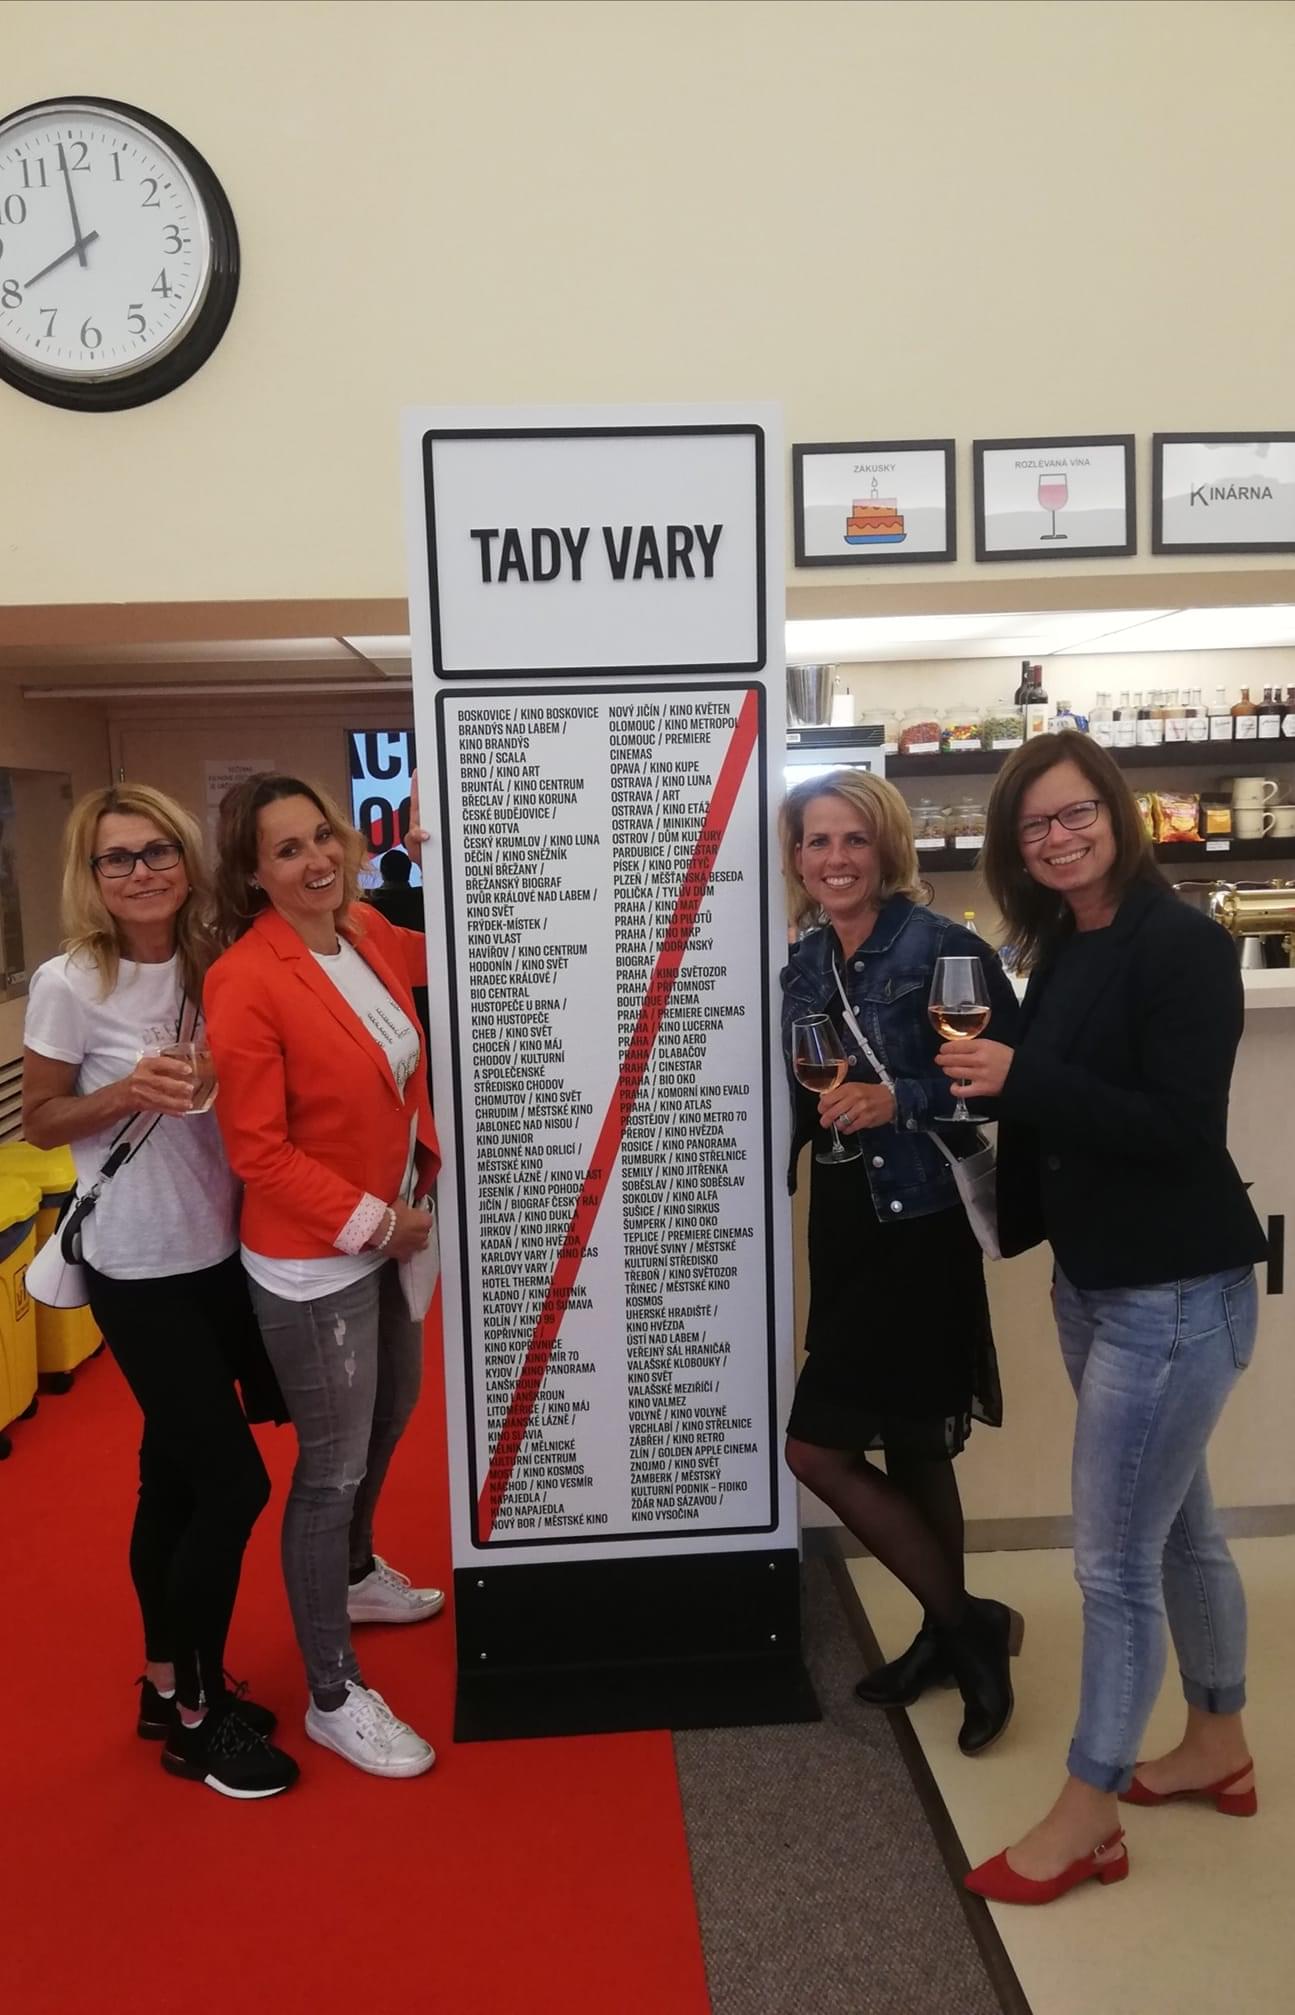 11 12 1
10 2
3
8 4
7 6 5
TADY VARY
ZÁKUSKY
ROZLÉVANÁ VÍNA
KINÁRNA
BOSKOVICE / KINO BOSKOVICE
BRANDÝS NAD LABEM /
KINO BRANDÝS
BRNO / SCALA
BRNO / KINO ART
BRUNTÁL / KINO CENTRUM
BŘECLAV / KINO KORUNA
ČESKÉ BUDĚJOVICE /
KINO KOTVA
ČESKÝ KRUMLOV / KINO LUNA
DĚČÍN / KINO SNĚŽNÍK
DOLNÍ BŘEŽANY /
BŘEŽANSKÝ BIOGRAF
DVŮR KRÁLOVÉ NAD LABEM /
KINO SVĚT
FRÝDEK-MÍSTEK /
KINO VLAST
HAVÍŘOV / KINO CENTRUM
HODONÍN / KINO SVĚT
HRADEC KRÁLOVÉ /
BIO CENTRAL
HUSTOPEČE U BRNA /
KINO HUSTOPEČE
CHEB / KINO SVĚT
CHOCEŇ / KINO MÁJ
CHODOV / KULTURNÍ
A SPOLEČENSKÉ
STŘEDISKO CHODOV
CHOMUTOV / KINO SVĚT
CHRUDIM / MĚSTSKÉ KINO
JABLONEC NAD NISOU /
KINO JUNIOR
JABLONNÉ NAD ORLICÍ /
MĚSTSKÉ KINO
JANSKÉ LÁZNĚ / KINO VLAST
JESENÍK / KINO POHODA
JIČÍN / BIOGRAF ČESKÝ RÁJ
JIHLAVA / KINO DUKLA
JIRKOV / KINO JIRKOV
KADAŇ / KINO HVĚZDA
KARLOVY VARY / KINO ČAS
KARLOVY VARY /
HOTEL THERMAL
KLADNO / KINO HUTNÍK
KLATOVY / KINO ŠUMAVA
KOLÍN / KINO 99
KOPŘIVNICE /
KINO KOPŘIVNICE
KRNOV / KINO MÍR 70
KYJOV / KINO PANORAMA
LANŠKROUN /
KINO LANŠKROUN
LITOMĚŘICE / KINO MÁJ
MARIÁNSKÉ LÁZNĚ /
KINO SLAVIA
MĚLNÍK / MĚLNICKÉ
KULTURNÍ CENTRUM
MOST / KINO KOSMOS
NÁCHOD / KINO VESMÍR
NAPAJEDLA /
KINO NAPAJEDLA
NOVÝ BOR / MĚSTSKÉ KINO
NOVÝ JIČÍN / KINO KVĚTEN
OLOMOUC / KINO METROPOL
OLOMOUC / PREMIERE
CINEMAS
OPAVA / KINO KUPE
OSTRAVA / KINO LUNA
OSTRAVA / ART
OSTRAVA / KINO ETÁŽ
OSTRAVA / MINIKINO
OSTROV / DŮM KULTURY
PARDUBICE / CINESTAR
PÍSEK / KINO PORTYČ
PLZEŇ / MĚŠŤANSKÁ BESEDA
POLIČKA / TYLŮV DŮM
PRAHA / KINO MAT
PRAHA / KINO PILOTŮ
PRAHA / KINO MKP
PRAHA / MODŘANSKÝ
BIOGRAF
PRAHA / KINO SVĚTOZOR
PRAHA / PŘÍTOMNOST
BOUTIQUE CINEMA
PRAHA / PREMIERE CINEMAS
PRAHA / KINO LUCERNA
PRAHA / KINO AERO
PRAHA / DLABAČOV
PRAHA / CINESTAR
PRAHA / BIO OKO
PRAHA / KOMORNÍ KINO EVALD
PRAHA / KINO ATLAS
PROSTĚJOV / KINO METRO 70
PŘEROV / KINO HVĚZDA
ROSICE / KINO PANORAMA
RUMBURK / KINO STŘELNICE
SEMILY / KINO JITŘENKA
SOBĚSLAV / KINO SOBĚSLAV
SOKOLOV / KINO ALFA
SUŠICE / KINO SIRKUS
ŠUMPERK / KINO OKO
TEPLICE / PREMIERE CINEMAS
TRHOVÉ SVINY / MĚSTSKÉ
KULTURNÍ STŘEDISKO
TŘEBOŇ / KINO SVĚTOZOR
TŘINEC / MĚSTSKÉ KINO
KOSMOS
UHERSKÉ HRADIŠTĚ /
KINO HVĚZDA
ÚSTÍ NAD LABEM /
VEŘEJNÝ SÁL HRANIČÁŘ
VALAŠSKÉ KLOBOUKY /
KINO SVĚT
VALAŠSKÉ MEZIŘÍČÍ /
KINO VALMEZ
VOLYNĚ / KINO VOLYNĚ
VRCHLABÍ / KINO STŘELNICE
ZÁBŘEH / KINO RETRO
ZLÍN / GOLDEN APPLE CINEMA
ZNOJMO / KINO SVĚT
ŽAMBERK / MĚSTSKÝ
KULTURNÍ PODNIK – FIDIKO
ŽĎÁR NAD SÁZAVOU /
KINO VYSOČINA